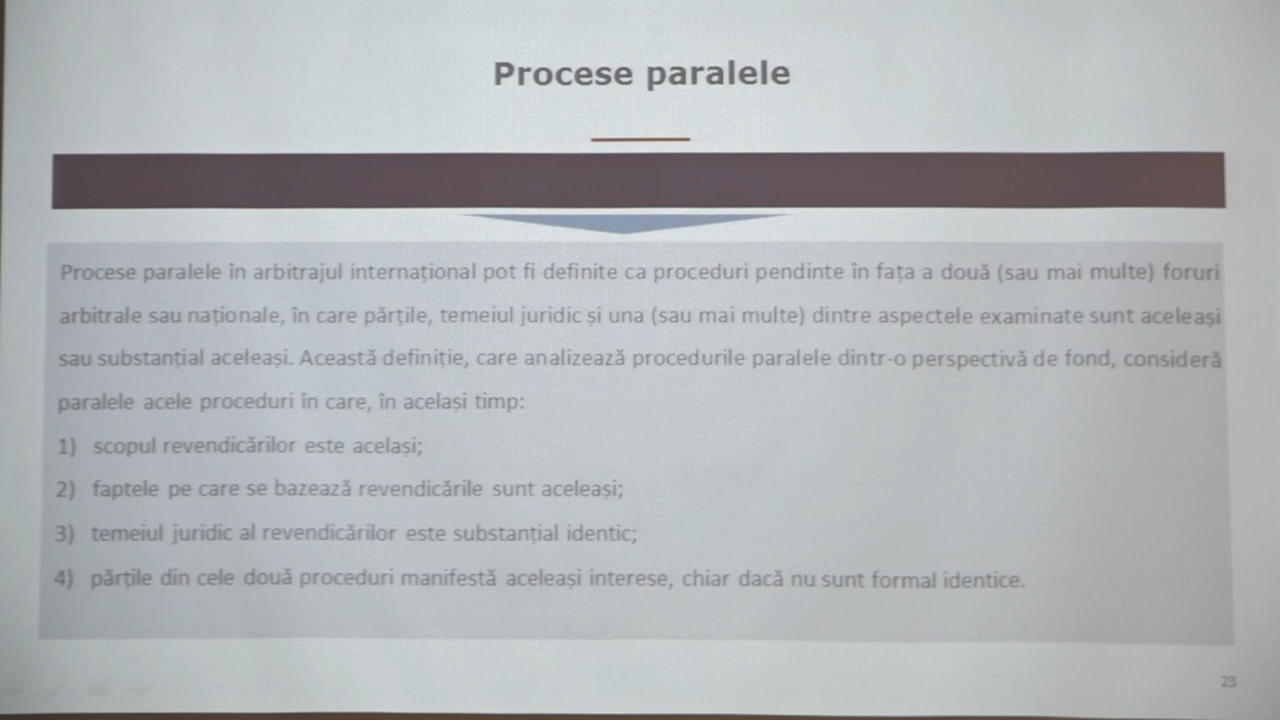 Procese paralele
Procese paralele în arbitrajul internațional pot fi definite ca proceduri pendinte în fața a două (sau mai multe) foruri
arbitrale sau naționale, în care părțile, temeiul juridic și una (sau mai multe) dintre aspectele examinate sunt aceleași
sau substanțial aceleași. Această definiție, care analizează procedurile paralele dintr-o perspectivă de fond, consideră
paralele acele proceduri în care, în același timp:
1) scopul revendicărilor este același;
2) faptele pe care se bazează revendicările sunt aceleași;
3) temeiul juridic al revendicărilor este substanțial identic;
4) părțile din cele două proceduri manifestă aceleași interese, chiar dacă nu sunt formal identice.
23